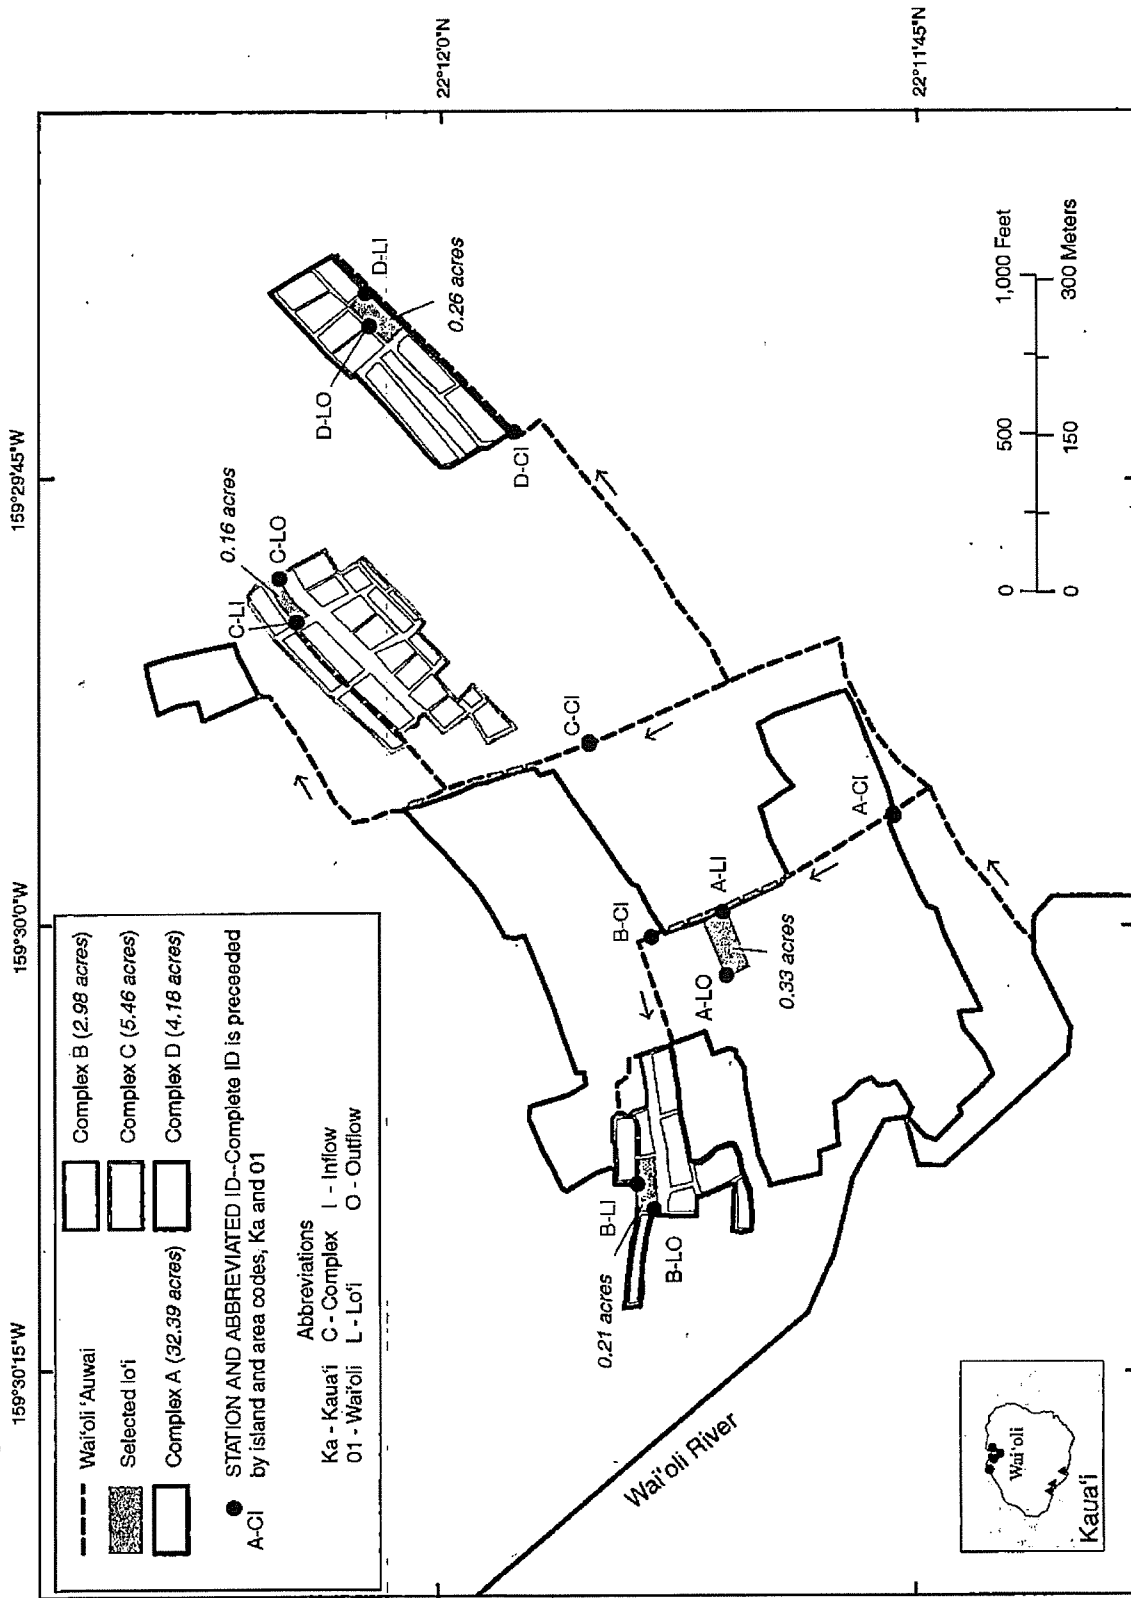 159°30'15"W
159°30'0"W
159°29'45"W
22°12'0"N
22°11'45"N
Wai'oli 'Auwai
Selected lo'i
Complex A (32.39 acres)
Complex B (2.98 acres)
Complex C (5.46 acres)
Complex D (4.18 acres)
A-CI
STATION AND ABBREVIATED ID--Complete ID is preceeded
by island and area codes, Ka and 01
Abbreviations
Ka - Kaua'i C - Complex I - Inflow
01 - Wai'oli L - Lo'i O - Outflow
C-LI
0.16 acres
C-LO
D-LO
D-LI
0.26 acres
D-CI
C-CI
B-CI
A-LI
A-CI
A-LO
0.33 acres
B-LI
B-LO
0.21 acres
Wai'oli River
Wai'oli
Kaua'i
0 500 1,000 Feet
0 150 300 Meters